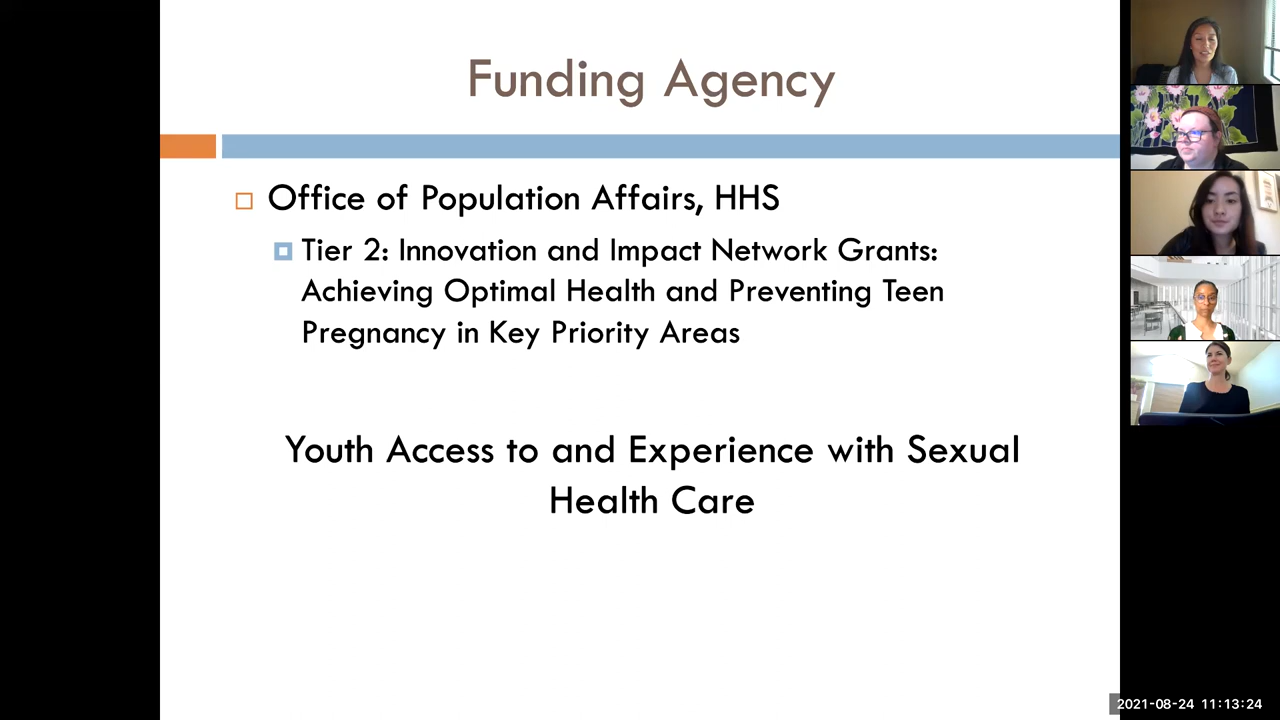 Funding Agency
Office of Population Affairs, HHS
Tier 2: Innovation and Impact Network Grants:
Achieving Optimal Health and Preventing Teen
Pregnancy in Key Priority Areas
Youth Access to and Experience with Sexual
Health Care
2021-08-24 11:13:24